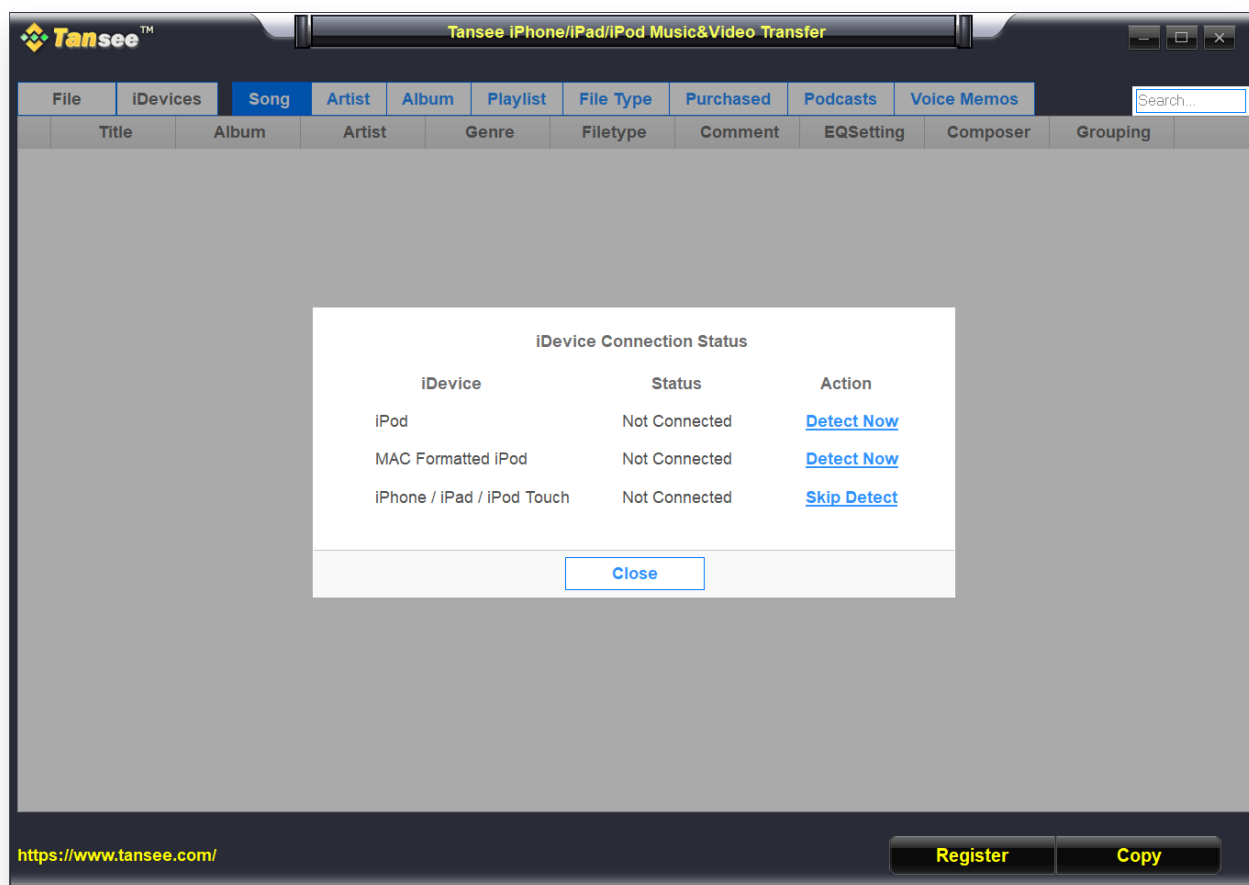 Tansee™
Tansee iPhone/iPad/iPod Music&Video Transfer
File iDevices Song Artist Album Playlist File Type Purchased Podcasts Voice Memos Search...
Title Album Artist Genre Filetype Comment EQSetting Composer Grouping
iDevice Connection Status
iDevice Status Action
iPod Not Connected Detect Now
MAC Formatted iPod Not Connected Detect Now
iPhone / iPad / iPod Touch Not Connected Skip Detect
Close
https://www.tansee.com/ Register Copy